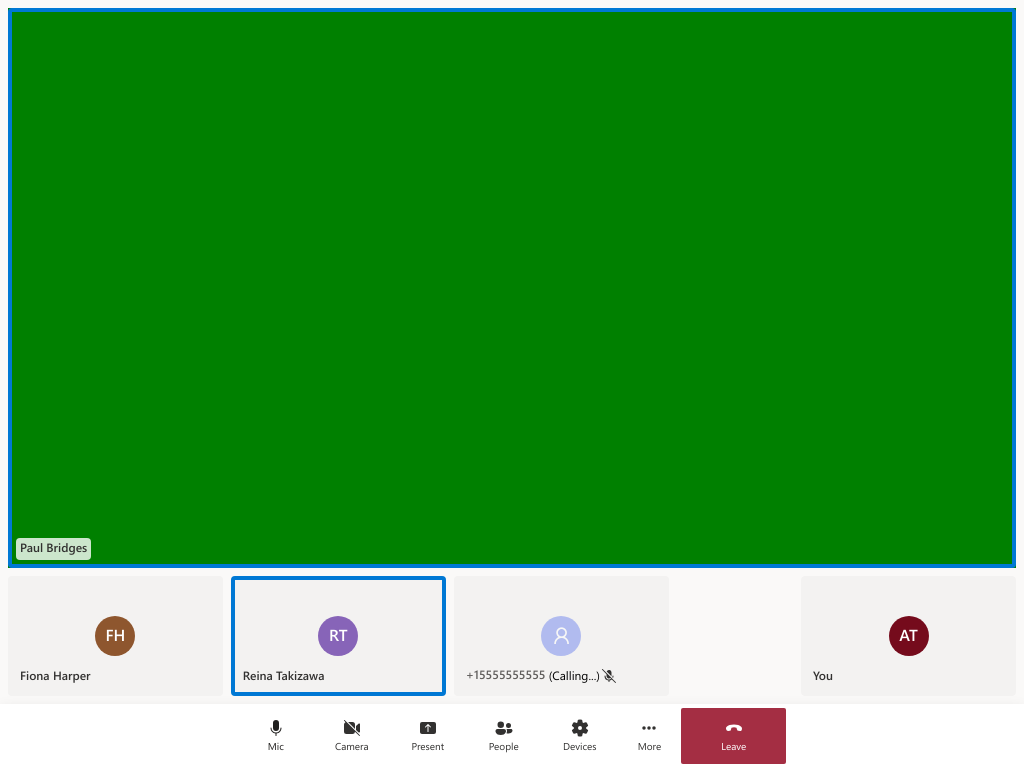 Paul Bridges
FH
RT
AT
Fiona Harper
Reina Takizawa
+15555555555 (Calling...)
You
Mic
Camera
Present
People
Devices
More
Leave